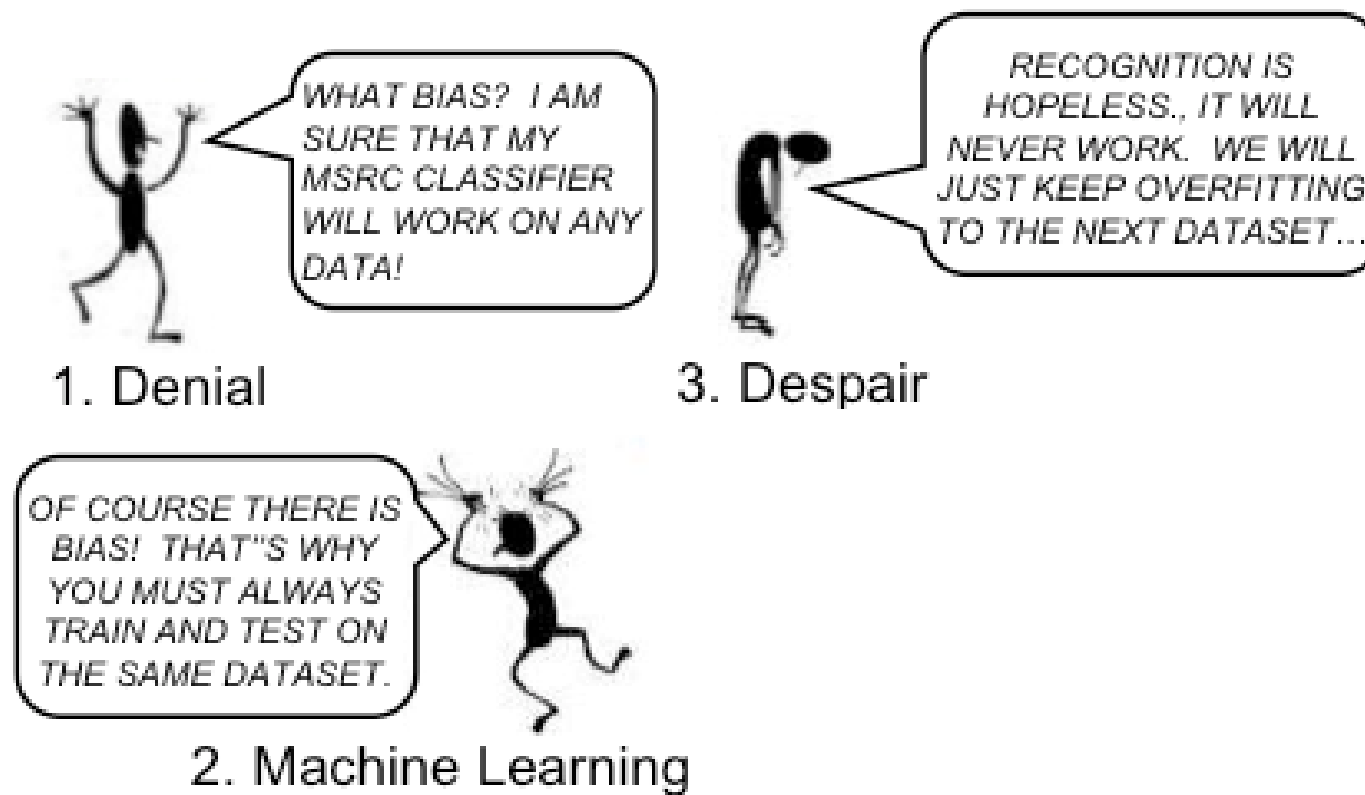 WHAT BIAS? I AM
SURE THAT MY
MSRC CLASSIFIER
WILL WORK ON ANY
DATA!
1. Denial
OF COURSE THERE IS
BIAS! THAT"S WHY
YOU MUST ALWAYS
TRAIN AND TEST ON
THE SAME DATASET.
2. Machine Learning
RECOGNITION IS
HOPELESS., IT WILL
NEVER WORK. WE WILL
JUST KEEP OVERFITTING
TO THE NEXT DATASET...
3. Despair